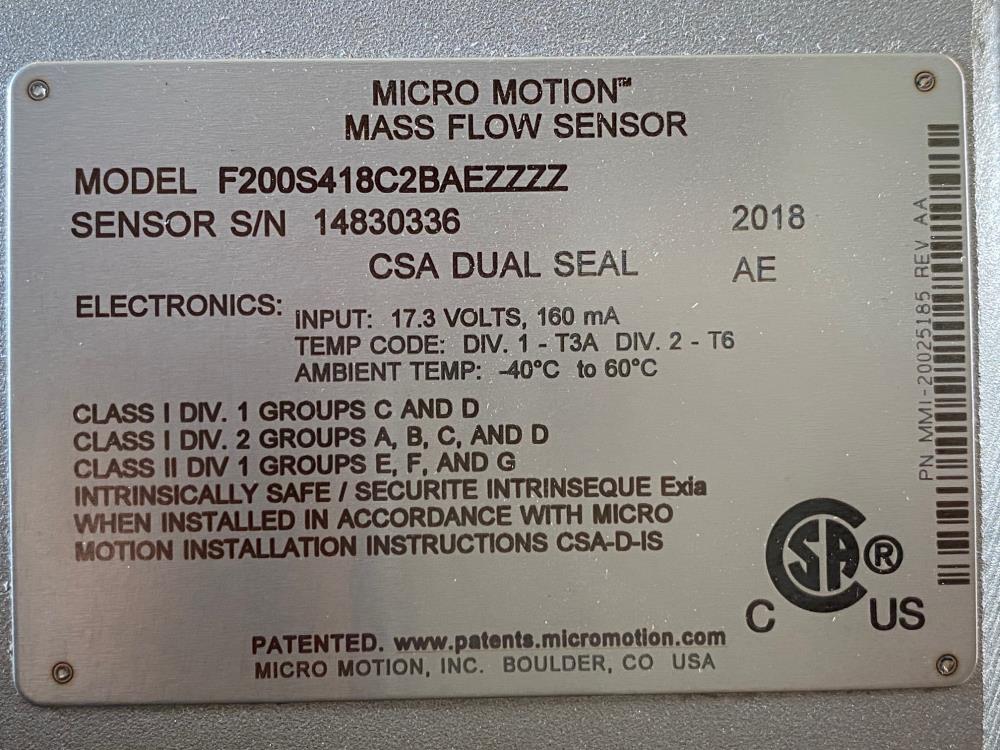 MICRO MOTION™
MASS FLOW SENSOR
MODEL F200S418C2BAEZZZZ
SENSOR S/N 14830336 2018
CSA DUAL SEAL AE
ELECTRONICS: INPUT: 17.3 VOLTS, 160 mA
TEMP CODE: DIV. 1 - T3A DIV. 2 - T6
AMBIENT TEMP: -40°C to 60°C
CLASS I DIV. 1 GROUPS C AND D
CLASS I DIV. 2 GROUPS A, B, C, AND D
CLASS II DIV 1 GROUPS E, F, AND G
INTRINSICALLY SAFE / SECURITE INTRINSEQUE Exia
WHEN INSTALLED IN ACCORDANCE WITH MICRO
MOTION INSTALLATION INSTRUCTIONS CSA-D-IS
PATENTED. www.patents.micromotion.com
MICRO MOTION, INC. BOULDER, CO USA
C SA ® US
PN MMI-20025185 REV AA